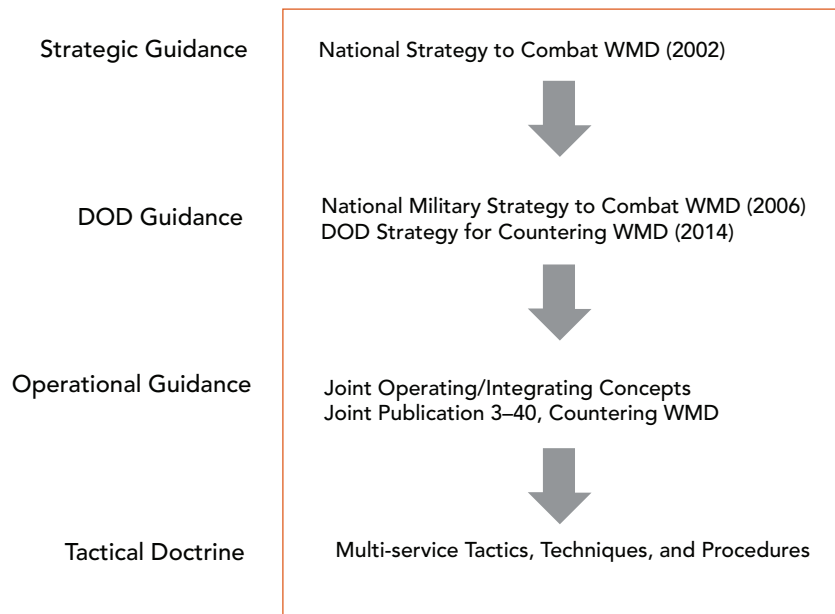 Strategic Guidance
National Strategy to Combat WMD (2002)
DOD Guidance
National Military Strategy to Combat WMD (2006)
DOD Strategy for Countering WMD (2014)
Operational Guidance
Joint Operating/Integrating Concepts
Joint Publication 3–40, Countering WMD
Tactical Doctrine
Multi-service Tactics, Techniques, and Procedures